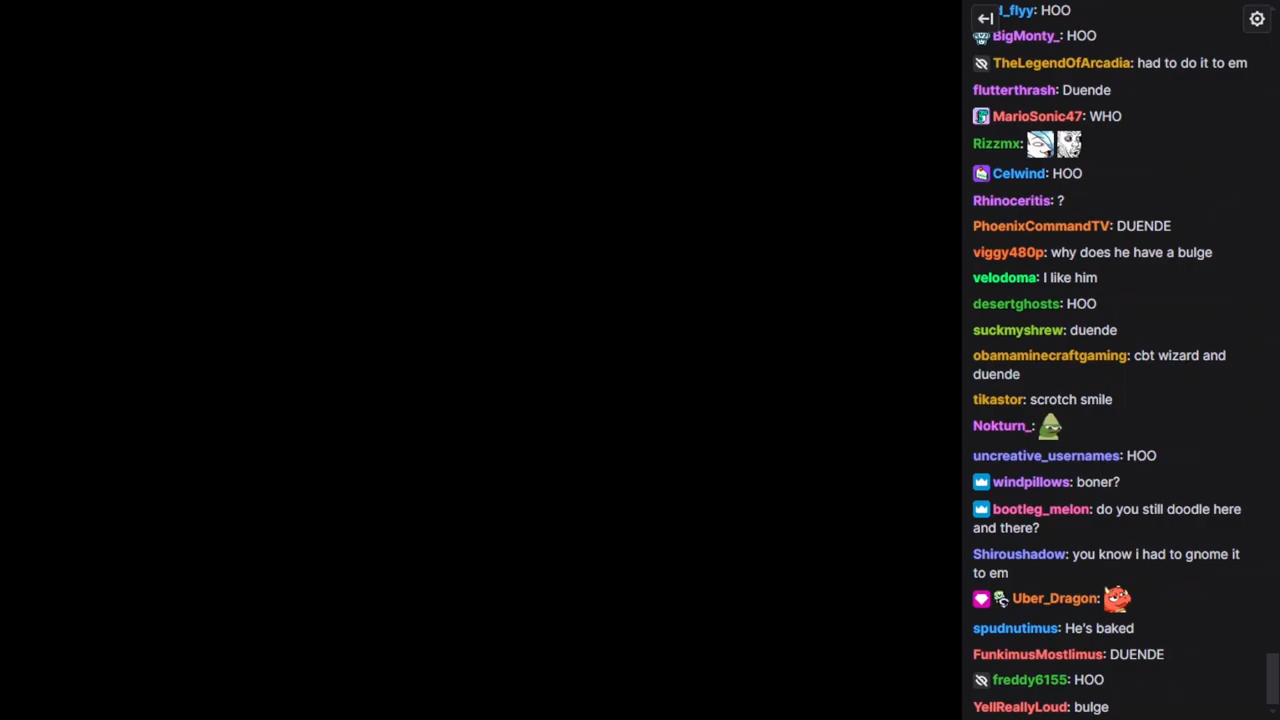 d_flyy: HOO
BigMonty_: HOO
TheLegendOfArcadia: had to do it to em
flutterthrash: Duende
MarioSonic47: WHO
Rizzmx:
Celwind: HOO
Rhinoceritis: ?
PhoenixCommandTV: DUENDE
viggy480p: why does he have a bulge
velodoma: I like him
desertghosts: HOO
suckmyshrew: duende
obamaminecraftgaming: cbt wizard and
duende
tikastor: scrotch smile
Nokturn_:
uncreative_usernames: HOO
windpillows: boner?
bootleg_melon: do you still doodle here
and there?
Shiroushadow: you know i had to gnome it
to em
Uber_Dragon:
spudnutimus: He's baked
FunkimusMostlimus: DUENDE
freddy6155: HOO
YellReallyLoud: bulge